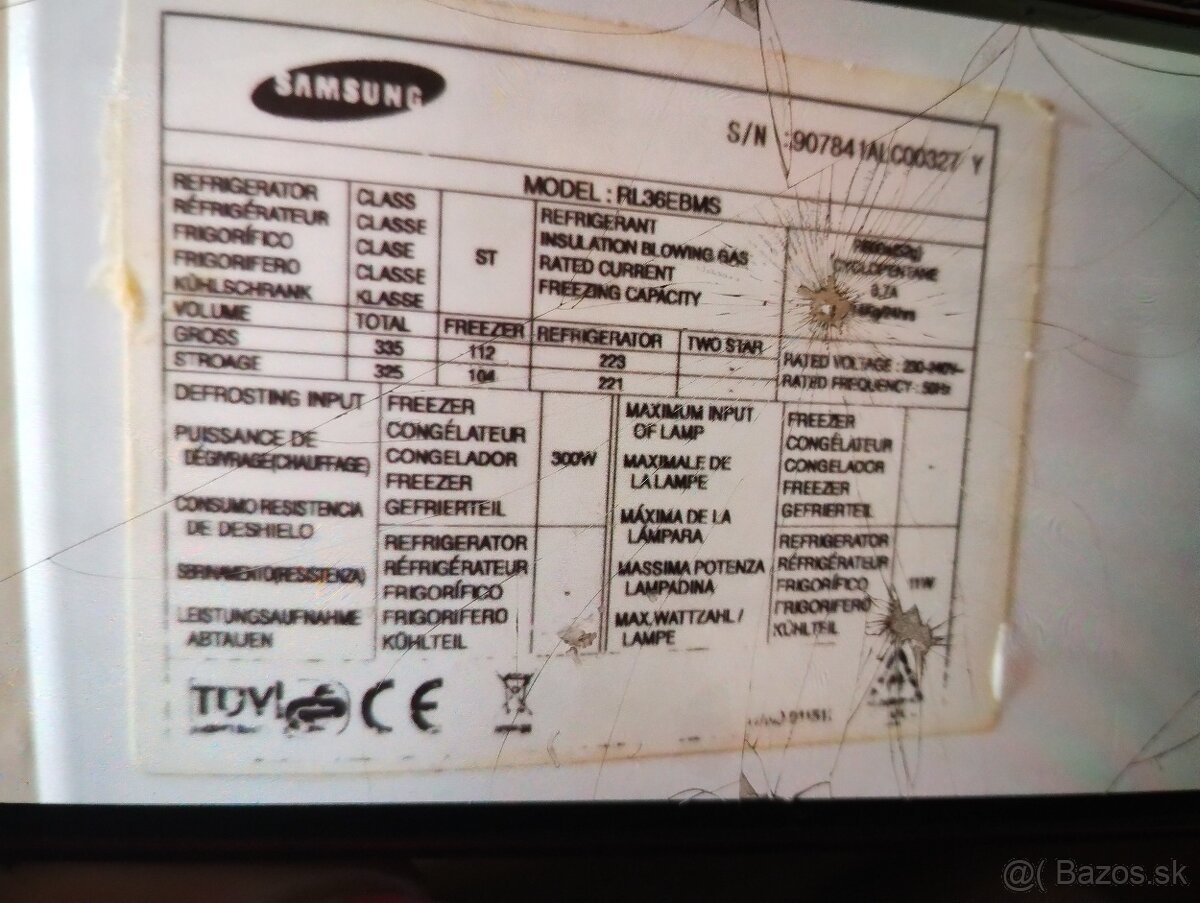 SAMSUNG
S/N :907841ALC00327 Y
MODEL : RL36EBMS
REFRIGERATOR
RÉFRIGÉRATEUR
FRIGORÍFICO
FRIGORIFERO
KÜHLSCHRANK
CLASS
CLASSE
CLASE
CLASSE
KLASSE
ST
REFRIGERANT
INSULATION BLOWING GAS
RATED CURRENT
FREEZING CAPACITY
CYCLOPENTANE
VOLUME TOTAL FREEZER REFRIGERATOR TWO STAR
GROSS 335 112 223
STROAGE 325 104 221
RATED VOLTAGE : 230-240V~
RATED FREQUENCY : 50Hz
DEFROSTING INPUT
PUISSANCE DE
DÉGIVRAGE(CHAUFFAGE)
CONSUMO RESISTENCIA
DE DESHIELO
LEISTUNGSAUFNAHME
ABTAUEN
FREEZER
CONGÉLATEUR
CONGELADOR
FREEZER
GEFRIERTEIL
300W
REFRIGERATOR
RÉFRIGÉRATEUR
FRIGORÍFICO
FRIGORIFERO
KÜHLTEIL
MAXIMUM INPUT
OF LAMP
MAXIMALE DE
LA LAMPE
MÁXIMA DE LA
LÁMPARA
MASSIMA POTENZA
LAMPADINA
MAX. WATTZAHL /
LAMPE
FREEZER
CONGÉLATEUR
CONGELADOR
FREEZER
GEFRIERTEIL
-
REFRIGERATOR
RÉFRIGÉRATEUR
FRIGORÍFICO
FRIGORIFERO
KÜHLTEIL
11W
TÜV
CE
@( Bazos.sk